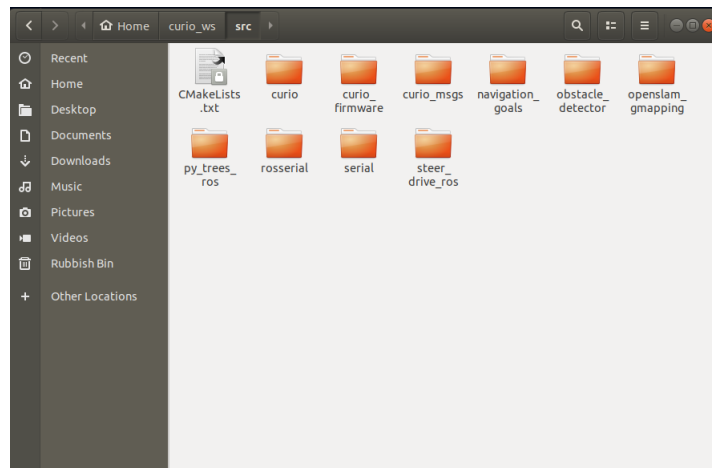 Home curio_ws src
Recent
Home
Desktop
Documents
Downloads
Music
Pictures
Videos
Rubbish Bin
Other Locations
CMakeLists
.txt
curio
curio_
firmware
curio_msgs
navigation_
goals
obstacle_
detector
openslam_
gmapping
py_trees_
ros
rosserial
serial
steer_
drive_ros